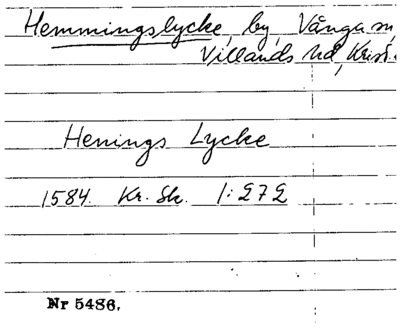 Hemmingslycke, by, Vånga sn,
Villands hd, Krist.
Henings Lycke
1584. Kr. Sk. 1:272
Nr 5486.